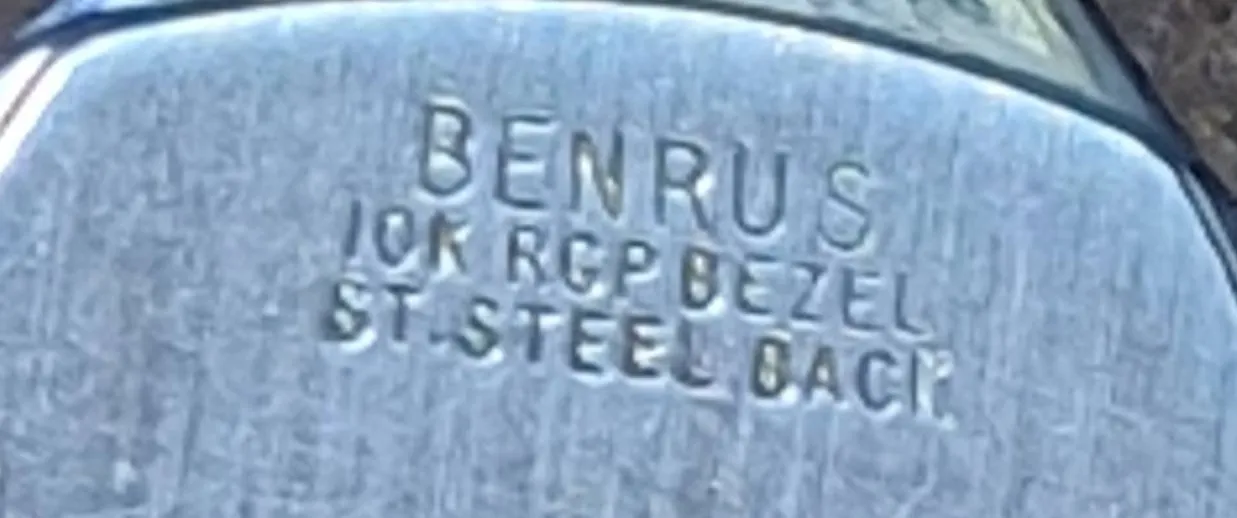 BENRUS
10K RGP BEZEL
ST. STEEL BACK